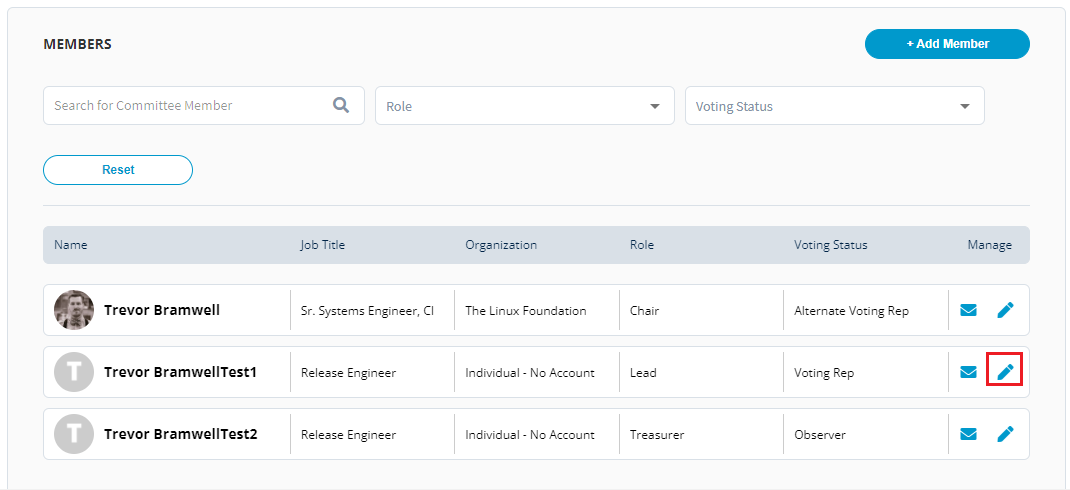 MEMBERS
+ Add Member
Search for Committee Member
Role
Voting Status
Reset
Name Job Title Organization Role Voting Status Manage
Trevor Bramwell Sr. Systems Engineer, CI The Linux Foundation Chair Alternate Voting Rep
T Trevor BramwellTest1 Release Engineer Individual - No Account Lead Voting Rep
T Trevor BramwellTest2 Release Engineer Individual - No Account Treasurer Observer